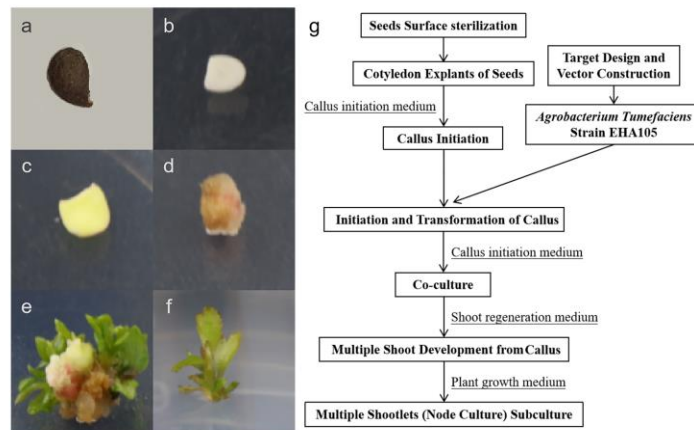 a
b
c
d
e
f
g
Seeds Surface sterilization
Cotyledon Explants of Seeds
Callus initiation medium
Callus Initiation
Target Design and
Vector Construction
Agrobacterium Tumefaciens
Strain EHA105
Initiation and Transformation of Callus
Callus initiation medium
Co-culture
Shoot regeneration medium
Multiple Shoot Development from Callus
Plant growth medium
Multiple Shootlets (Node Culture) Subculture